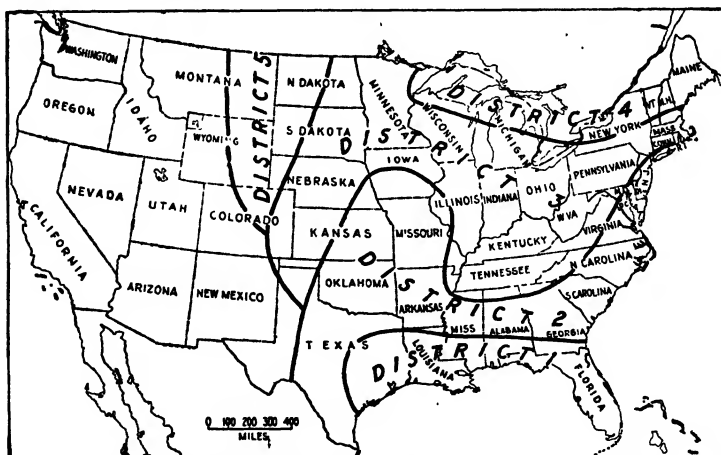 WASHINGTON
OREGON
IDAHO
MONTANA
WYOMING
NEVADA
UTAH
COLORADO
CALIFORNIA
ARIZONA
NEW MEXICO
N DAKOTA
S DAKOTA
NEBRASKA
KANSAS
OKLAHOMA
TEXAS
MINNESOTA
IOWA
MISSOURI
ARKANSAS
LOUISIANA
WISCONSIN
MICHIGAN
ILLINOIS
INDIANA
OHIO
KENTUCKY
TENNESSEE
MISS
ALABAMA
GEORGIA
FLORIDA
S CAROLINA
N CAROLINA
VIRGINIA
W VA
PENNSYLVANIA
NEW YORK
MAINE
MASS
CONN
R I
N J
DISTRICT 5
DISTRICT 4
DISTRICT 3
DISTRICT 2
DISTRICT 1
0 100 200 300 400
MILES